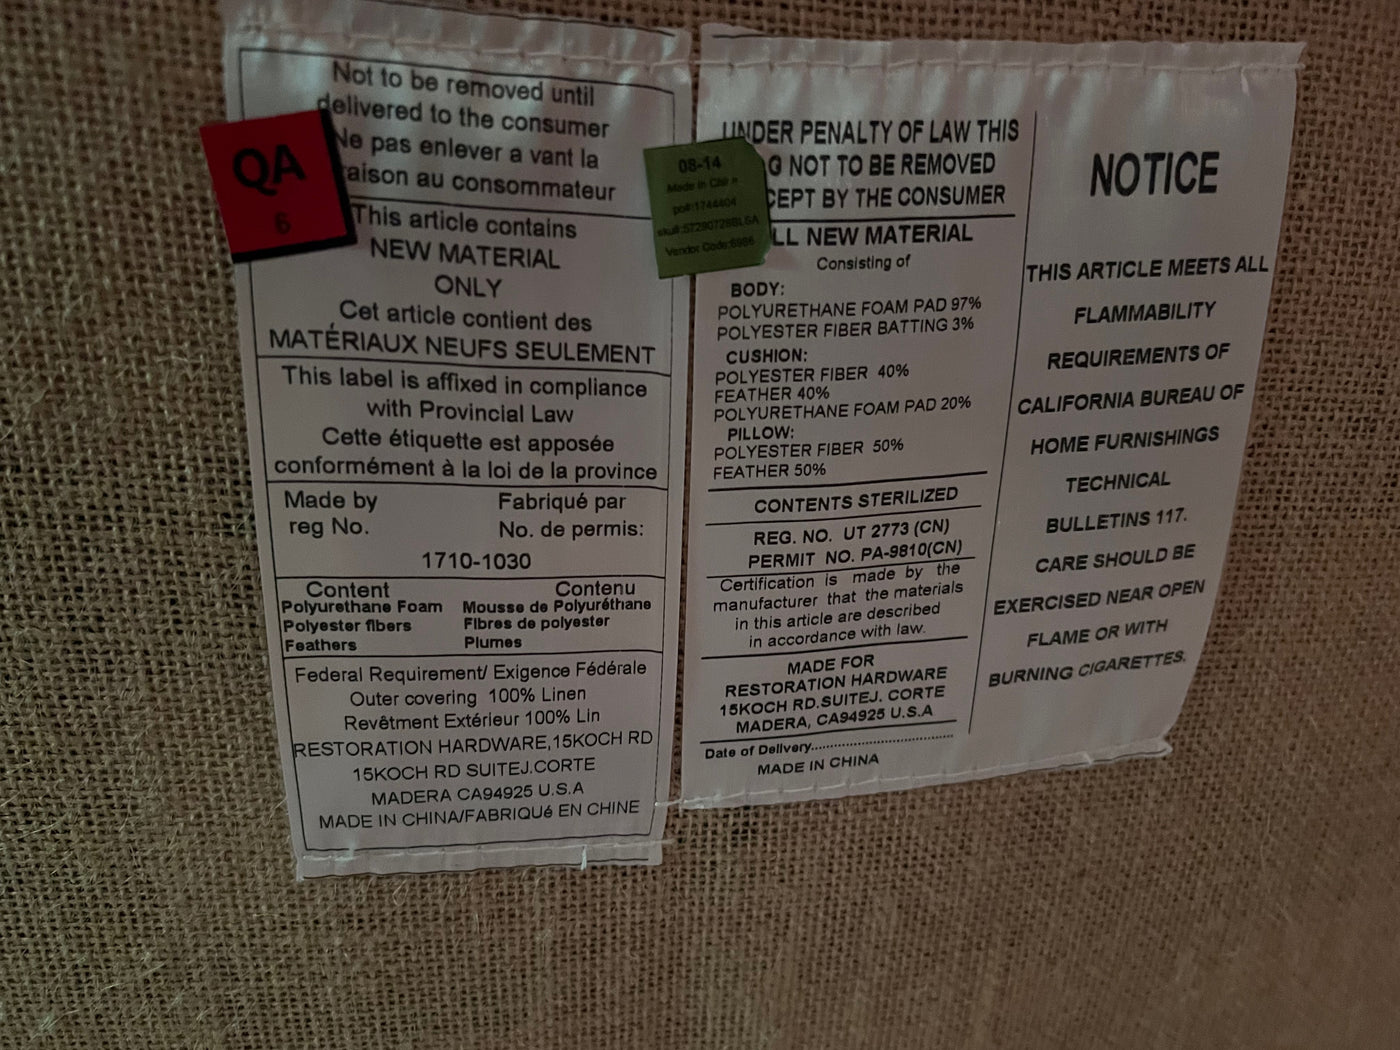 Not to be removed until
delivered to the consumer
Ne pas enlever a vant la
raison au consommateur
QA
6
This article contains
NEW MATERIAL
ONLY
Cet article contient des
MATÉRIAUX NEUFS SEULEMENT
This label is affixed in compliance
with Provincial Law
Cette étiquette est apposée
conformément à la loi de la province
Made by Fabriqué par
reg No. No. de permis:
1710-1030
Content Contenu
Polyurethane Foam Mousse de Polyuréthane
Polyester fibers Fibres de polyester
Feathers Plumes
Federal Requirement/ Exigence Fédérale
Outer covering 100% Linen
Revêtment Extérieur 100% Lin
RESTORATION HARDWARE,15KOCH RD
15KOCH RD SUITEJ.CORTE
MADERA CA94925 U.S.A
MADE IN CHINA/FABRIQUé EN CHINE
08-14
Made in
po#:1744404
Vendor Code:6986
UNDER PENALTY OF LAW THIS
G NOT TO BE REMOVED
CEPT BY THE CONSUMER
LL NEW MATERIAL
Consisting of
BODY:
POLYURETHANE FOAM PAD 97%
POLYESTER FIBER BATTING 3%
CUSHION:
POLYESTER FIBER 40%
FEATHER 40%
POLYURETHANE FOAM PAD 20%
PILLOW:
POLYESTER FIBER 50%
FEATHER 50%
CONTENTS STERILIZED
REG. NO. UT 2773 (CN)
PERMIT NO. PA-9810(CN)
Certification is made by the
manufacturer that the materials
in this article are described
in accordance with law.
MADE FOR
RESTORATION HARDWARE
15KOCH RD.SUITEJ. CORTE
MADERA, CA94925 U.S.A
Date of Delivery..........................................
MADE IN CHINA
NOTICE
THIS ARTICLE MEETS ALL
FLAMMABILITY
REQUIREMENTS OF
CALIFORNIA BUREAU OF
HOME FURNISHINGS
TECHNICAL
BULLETINS 117.
CARE SHOULD BE
EXERCISED NEAR OPEN
FLAME OR WITH
BURNING CIGARETTES.